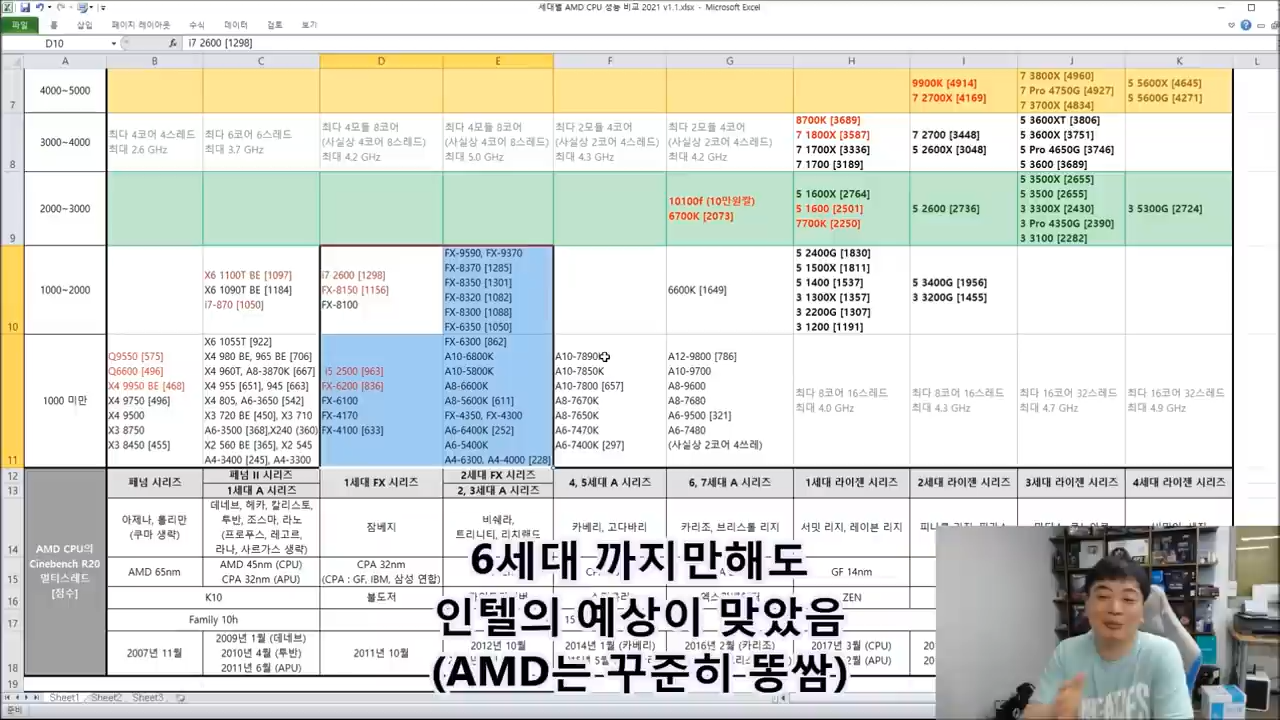 세대별 AMD CPU 성능 비교 2021 v1.1.xlsx - Microsoft Excel
파일 홈 삽입 페이지 레이아웃 수식 데이터 검토 보기
D10 fx i7 2600 [1298]
A B C D E F G H I J K L
7
4000~5000
9900K [4914]
7 2700X [4169]
7 3800X [4960]
7 Pro 4750G [4927]
7 3700X [4834]
5 5600X [4645]
5 5600G [4271]
8
3000~4000
최다 4코어 4스레드
최대 2.6 GHz
최다 6코어 6스레드
최대 3.7 GHz
최다 4모듈 8코어
(사실상 4코어 8스레드)
최대 4.2 GHz
최다 4모듈 8코어
(사실상 4코어 8스레드)
최대 5.0 GHz
최다 2모듈 4코어
(사실상 2코어 4스레드)
최대 4.3 GHz
최다 2모듈 4코어
(사실상 2코어 4스레드)
최대 4.2 GHz
8700K [3689]
7 1800X [3587]
7 1700X [3336]
7 1700 [3189]
7 2700 [3448]
5 2600X [3048]
5 3600XT [3806]
5 3600X [3751]
5 Pro 4650G [3746]
5 3600 [3689]
9
2000~3000
10100f (10만원컬)
6700K [2073]
5 1600X [2764]
5 1600 [2501]
7700K [2250]
5 2600 [2736]
5 3500X [2655]
5 3500 [2655]
3 3300X [2430]
3 Pro 4350G [2390]
3 3100 [2282]
3 5300G [2724]
10
1000~2000
X6 1100T BE [1097]
X6 1090T BE [1184]
i7-870 [1050]
i7 2600 [1298]
FX-8150 [1156]
FX-8100
FX-9590, FX-9370
FX-8370 [1285]
FX-8350 [1301]
FX-8320 [1082]
FX-8300 [1088]
FX-6350 [1050]
6600K [1649]
5 2400G [1830]
5 1500X [1811]
5 1400 [1537]
3 1300X [1357]
3 2200G [1307]
3 1200 [1191]
5 3400G [1956]
3 3200G [1455]
11
1000 미만
Q9550 [575]
Q6600 [496]
X4 9950 BE [468]
X4 9750 [496]
X4 9500
X3 8750
X3 8450 [455]
X6 1055T [922]
X4 980 BE, 965 BE [706]
X4 960T, A8-3870K [667]
X4 955 [651], 945 [663]
X4 805, A6-3650 [542]
X3 720 BE [450], X3 710
A6-3500 [368],X240 [360]
X2 560 BE [365], X2 545
A4-3400 [245], A4-3300
i5 2500 [963]
FX-6200 [836]
FX-6100
FX-4170
FX-4100 [633]
FX-6300 [862]
A10-6800K
A10-5800K
A8-6600K
A8-5600K [611]
FX-4350, FX-4300
A6-6400K [252]
A6-5400K
A4-6300, A4-4000 [228]
A10-7890K
A10-7850K
A10-7800 [657]
A8-7670K
A8-7650K
A6-7470K
A6-7400K [297]
A12-9800 [786]
A10-9700
A8-9600
A8-7680
A6-9500 [321]
A6-7480
(사실상 2코어 4쓰레)
최다 8코어 16스레드
최대 4.0 GHz
최다 8코어 16스레드
최대 4.3 GHz
최다 16코어 32스레드
최대 4.7 GHz
최다 16코어 32스레드
최대 4.9 GHz
12
13
페넘 시리즈
페넘 II 시리즈
1세대 A 시리즈
1세대 FX 시리즈
2세대 FX 시리즈
2, 3세대 A 시리즈
4, 5세대 A 시리즈
6, 7세대 A 시리즈
1세대 라이젠 시리즈
2세대 라이젠 시리즈
3세대 라이젠 시리즈
4세대 라이젠 시리즈
AMD CPU의
Cinebench R20
멀티스레드
[점수]
14
아제나, 톨리만
(쿠마 생략)
데네브, 헤카, 칼리스토,
투반, 조스마, 라노
(프로푸스, 레고르,
라나, 사르가스 생략)
잠베지
비쉐라,
트리니티, 리치랜드
카베리, 고다바리
카리조, 브리스톨 리지
서밋 리지, 레이븐 리지
15
AMD 65nm
AMD 45nm (CPU)
CPA 32nm (APU)
CPA 32nm
(CPA : GF, IBM, 삼성 연합)
GF 14nm
16
K10
불도저
ZEN
17
Family 10h
15
18
2007년 11월
2009년 1월 (데네브)
2010년 4월 (투반)
2011년 6월 (APU)
2011년 10월
2012년 10월
2014년 1월 (카베리)
2016년 2월 (카리조)
2017년 3월 (CPU)
2월 (APU)
19
6세대 까지만해도
인텔의 예상이 맞았음
(AMD는 꾸준히 똥쌈)
Sheet1 Sheet2 Sheet3
준비